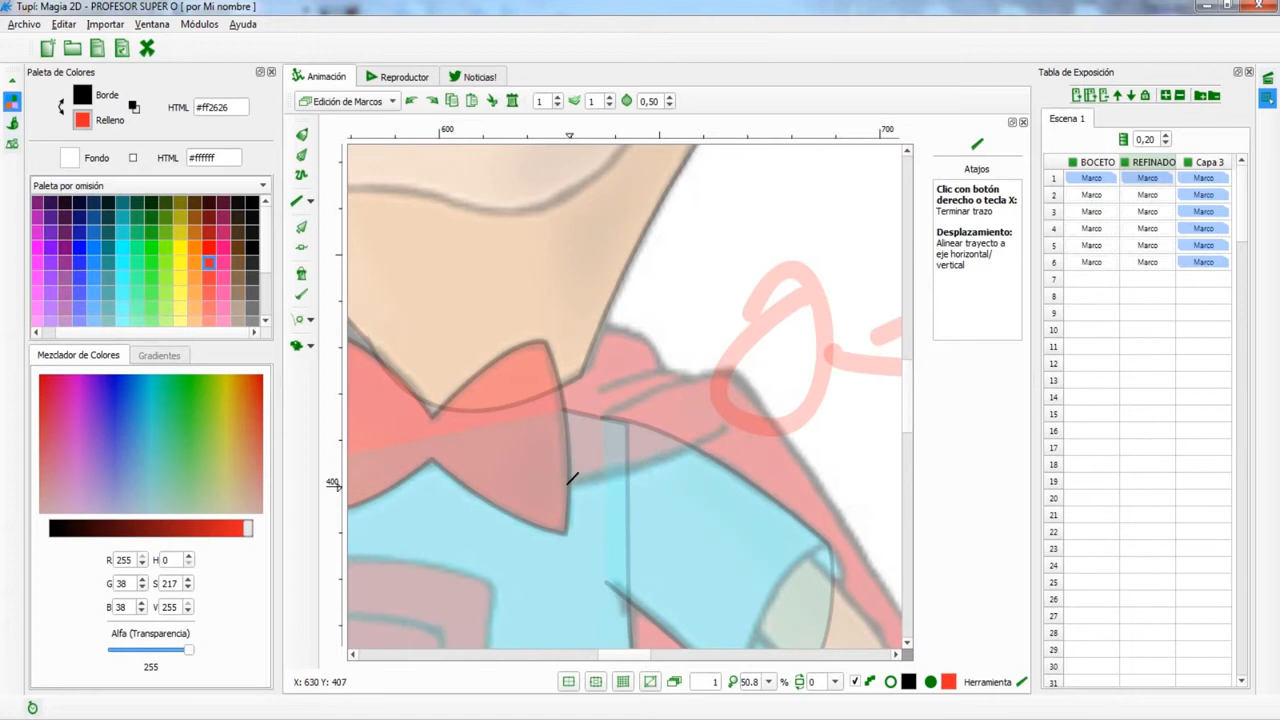 Tupí: Magia 2D - PROFESOR SUPER O [ por Mi nombre ]
Archivo Editar Importar Ventana Módulos Ayuda
Paleta de Colores
Borde
HTML #ff2626
Relleno
Fondo HTML #ffffff
Paleta por omisión
Mezclador de Colores Gradientes
R 255 H 0
G 38 S 217
B 38 V 255
Alfa (Transparencia)
255
Animación Reproductor Noticias!
Edición de Marcos 1 1 0,50
600 700
400
Atajos
Clic con botón
derecho o tecla X:
Terminar trazo
Desplazamiento:
Alinear trayecto a
eje horizontal/
vertical
X: 630 Y: 407
1 50.8 % 0 Herramienta
Tabla de Exposición
Escena 1
0,20
BOCETO REFINADO Capa 3
1 Marco Marco Marco
2 Marco Marco Marco
3 Marco Marco Marco
4 Marco Marco Marco
5 Marco Marco Marco
6 Marco Marco Marco
7
8
9
10
11
12
13
14
15
16
17
18
19
20
21
22
23
24
25
26
27
28
29
30
31